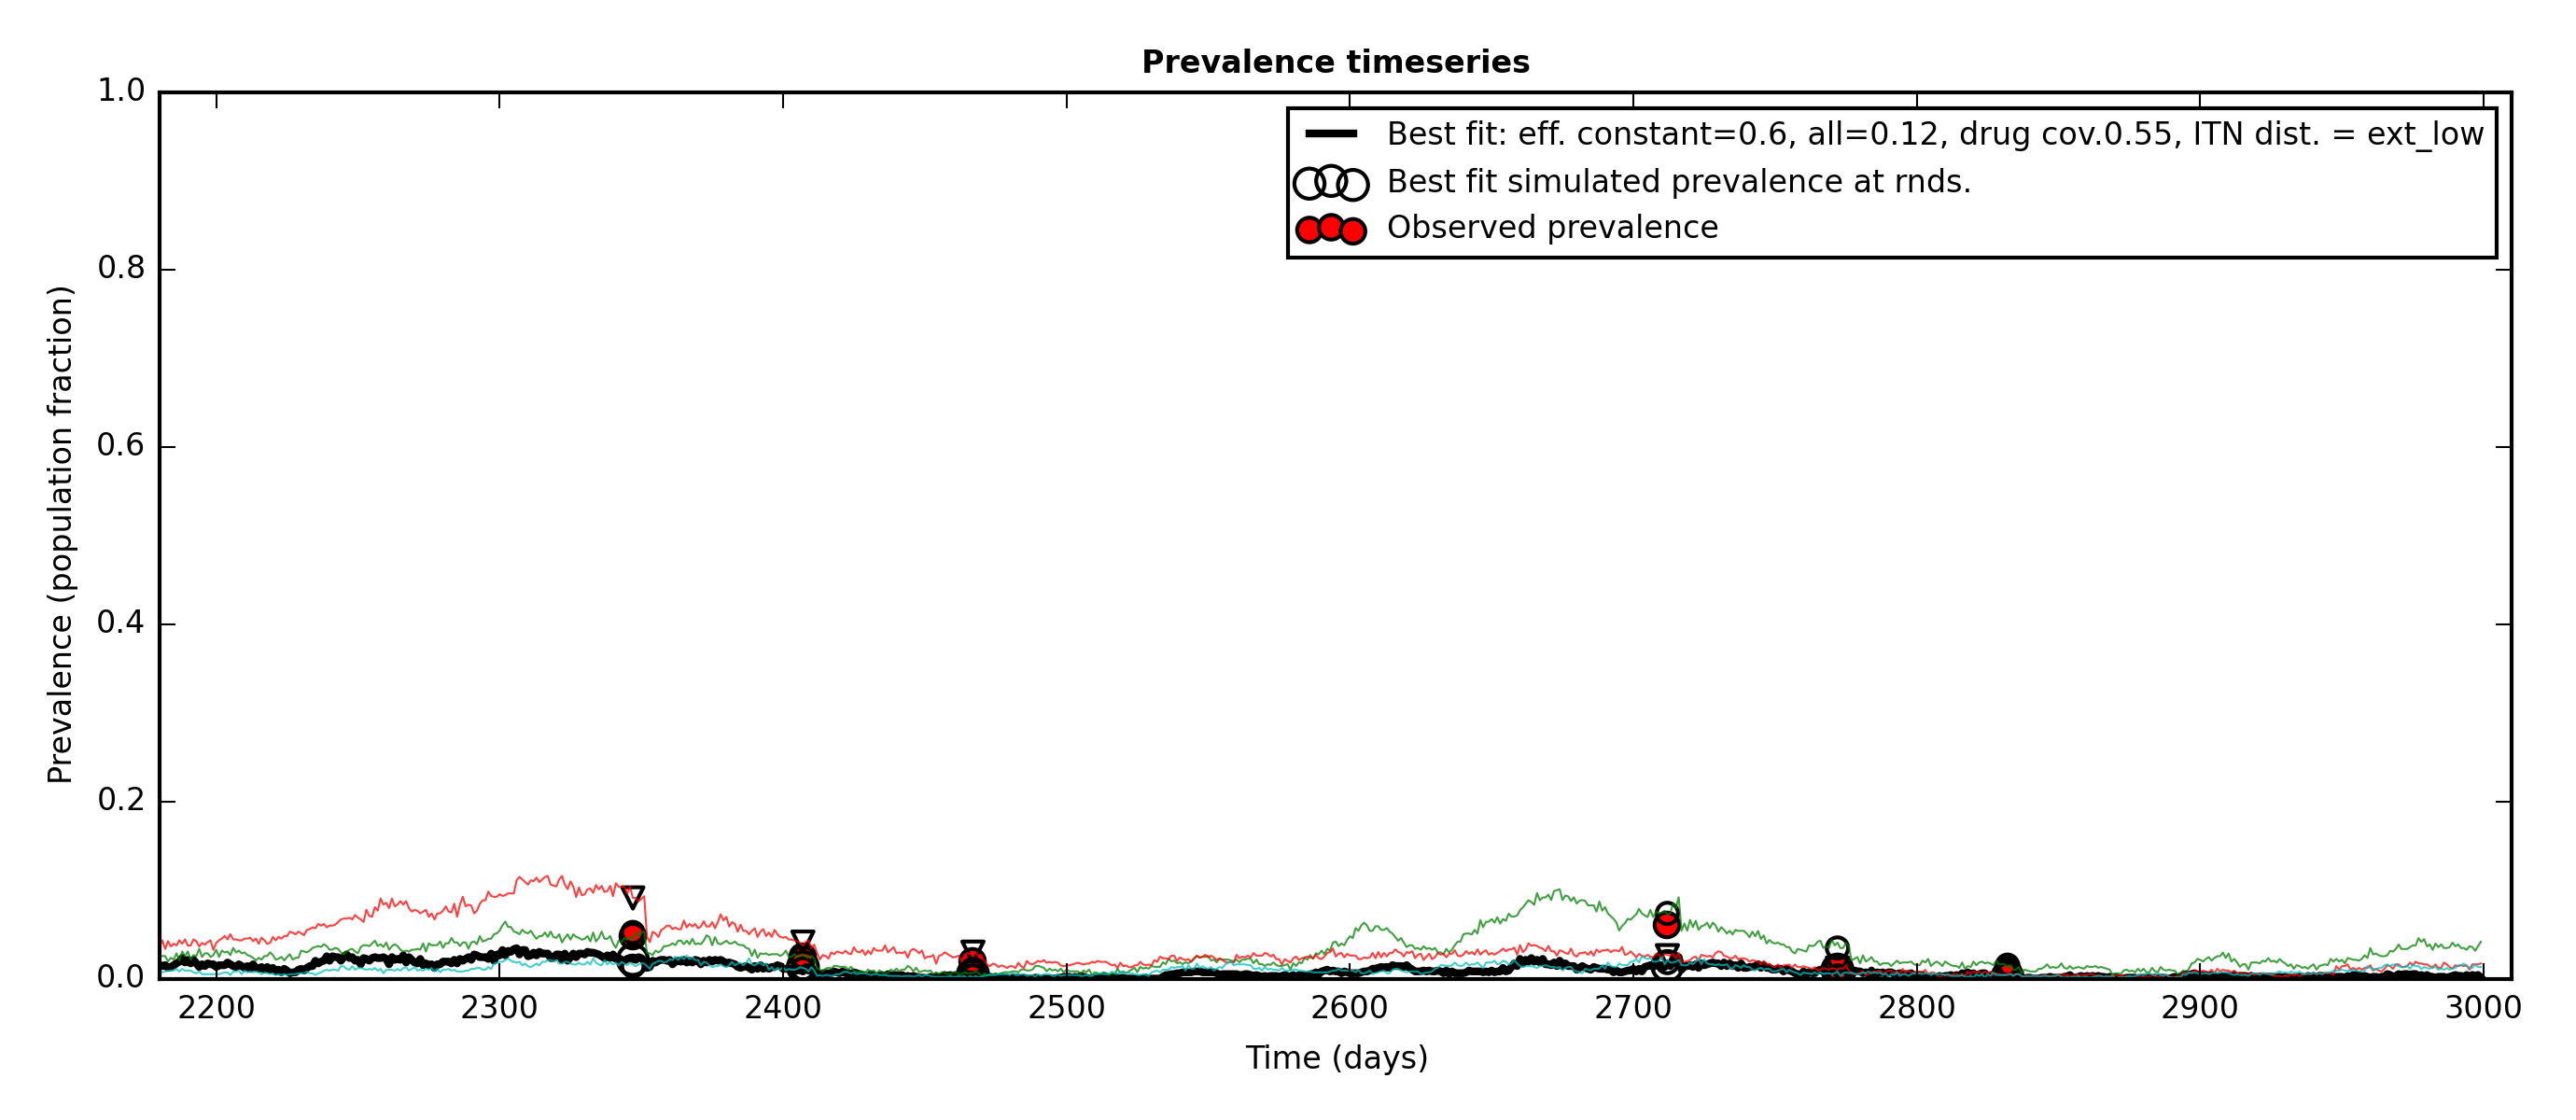 Prevalence timeseries
1.0
0.8
0.6
0.4
0.2
0.0
Prevalence (population fraction)
Best fit: eff. constant=0.6, all=0.12, drug cov.0.55, ITN dist. = ext_low
Best fit simulated prevalence at rnds.
Observed prevalence
2200 2300 2400 2500 2600 2700 2800 2900 3000
Time (days)